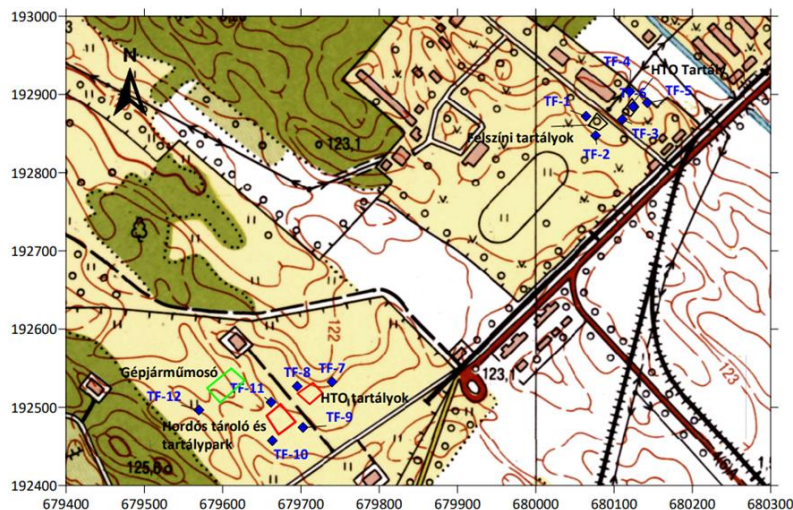 193000
192900
192800
192700
192600
192500
192400
N
TF-4
HTO Tartály
TF-1
TF-5
Felszíni tartályok
TF-3
TF-2
123,1
122
TF-8
TF-7
123,1
Gépjárműmosó
TF-11
HTO tartályok
TF-12
TF-9
Hordós tároló és
tartálypark
TF-10
125,6
123
679400 679500 679600 679700 679800 679900 680000 680100 680200 680300